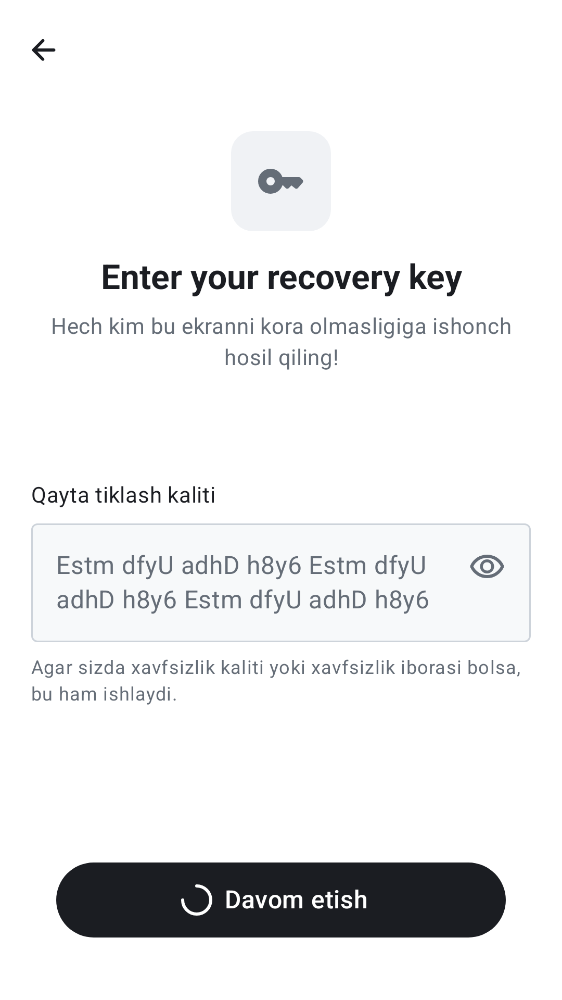 Enter your recovery key
Hech kim bu ekranni kora olmasligiga ishonch
hosil qiling!
Qayta tiklash kaliti
Estm dfyU adhD h8y6 Estm dfyU
adhD h8y6 Estm dfyU adhD h8y6
Agar sizda xavfsizlik kaliti yoki xavfsizlik iborasi bolsa,
bu ham ishlaydi.
Davom etish